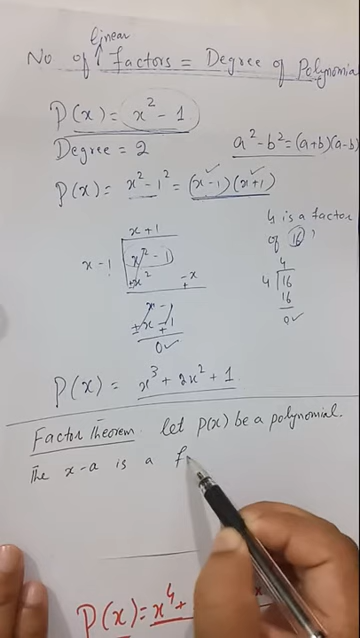 linear
No of ↑ factors = Degree of Polynomia
P(x) = x² - 1
Degree = 2
a² - b² = (a+b)(a-b)
P(x) = x² - 1² = (x-1)(x+1)
4 is a factor
of 16
x + 1
x - 1 x² - 1
x² - x
+
x - 1
± x + 1
0
4
4 16
16
0
P(x) = x³ + 2x² + 1
Factor Theorem. let P(x) be a polynomial.
The x-a is a f
P(x) = x⁴ +